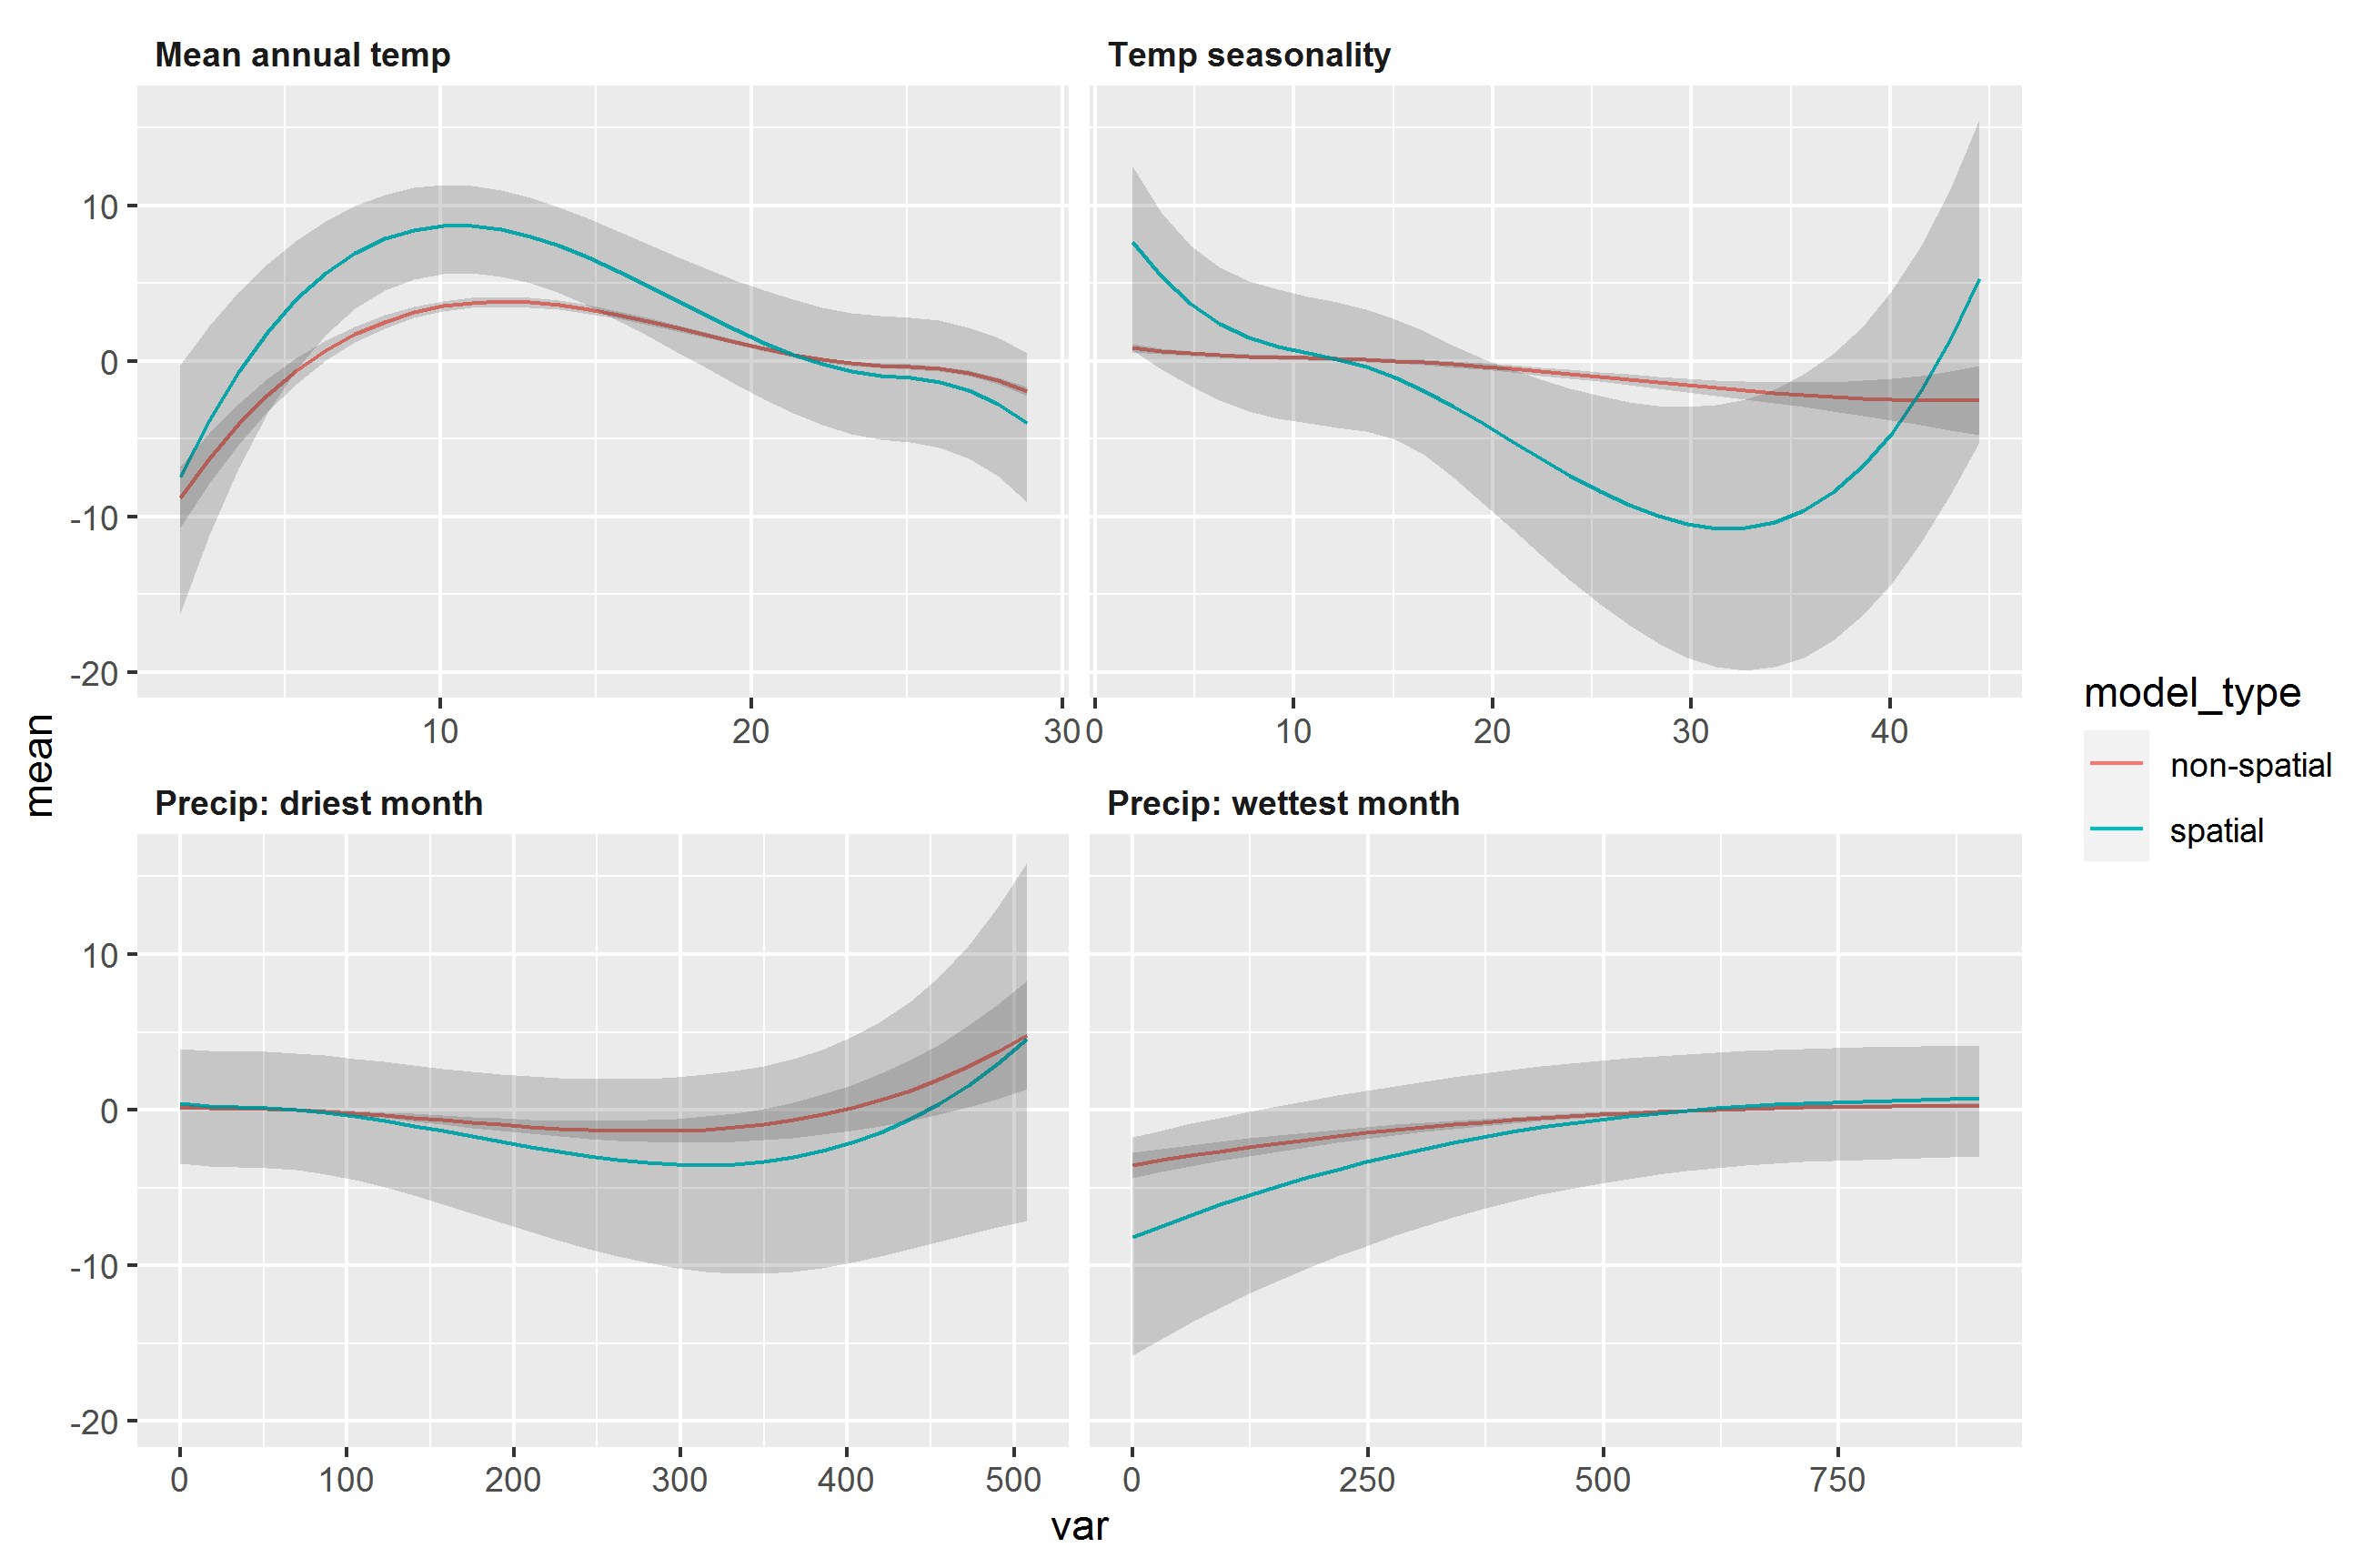 Mean annual temp
Temp seasonality
10
0
-10
-20
10
20
30
0
10
20
30
40
mean
model_type
non-spatial
spatial
Precip: driest month
Precip: wettest month
10
0
-10
-20
0
100
200
300
400
500
0
250
500
750
var